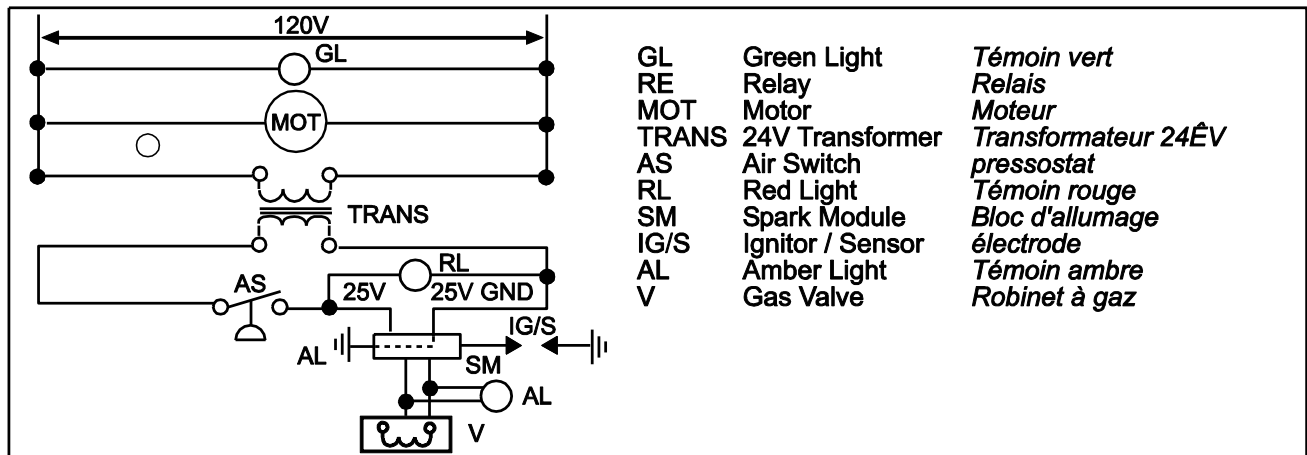 120V
GL
MOT
TRANS
RL
AS
25V 25V GND
IG/S
AL
SM
AL
V
GL Green Light Témoin vert
RE Relay Relais
MOT Motor Moteur
TRANS 24V Transformer Transformateur 24ÊV
AS Air Switch pressostat
RL Red Light Témoin rouge
SM Spark Module Bloc d'allumage
IG/S Ignitor / Sensor électrode
AL Amber Light Témoin ambre
V Gas Valve Robinet à gaz